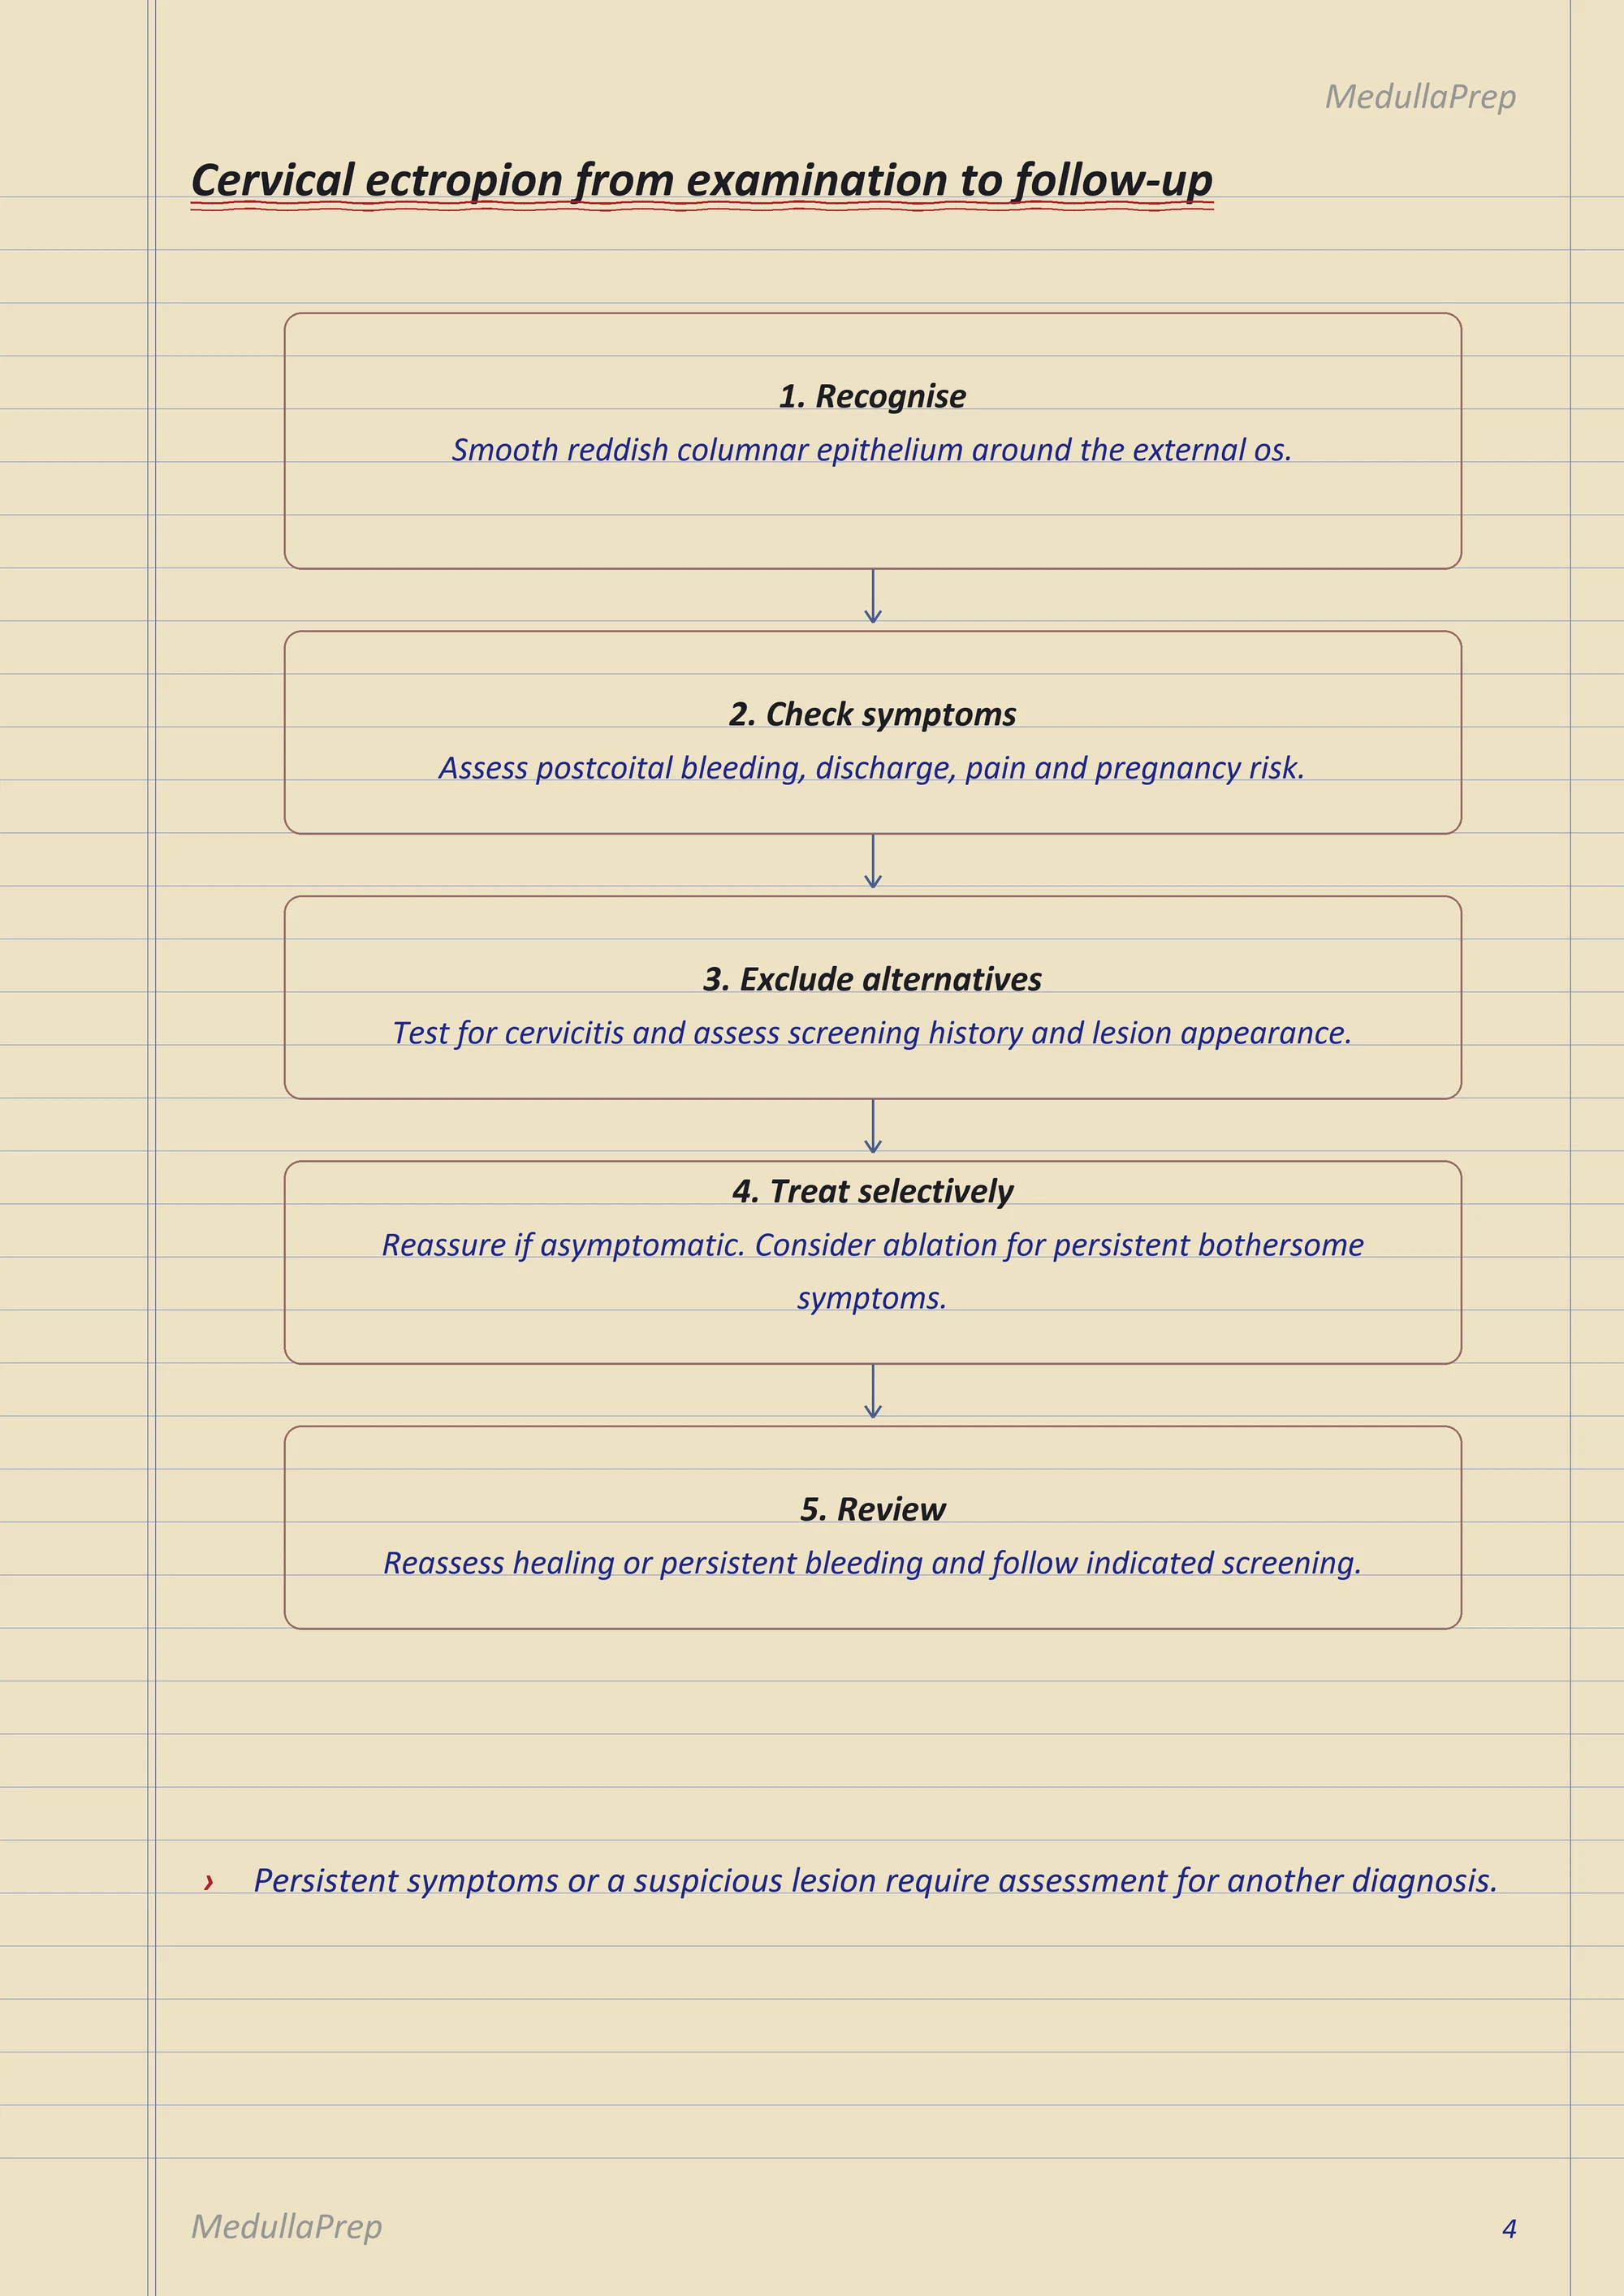 MedullaPrep
Cervical ectropion from examination to follow-up
1. Recognise
Smooth reddish columnar epithelium around the external os.
2. Check symptoms
Assess postcoital bleeding, discharge, pain and pregnancy risk.
3. Exclude alternatives
Test for cervicitis and assess screening history and lesion appearance.
4. Treat selectively
Reassure if asymptomatic. Consider ablation for persistent bothersome
symptoms.
5. Review
Reassess healing or persistent bleeding and follow indicated screening.
› Persistent symptoms or a suspicious lesion require assessment for another diagnosis.
MedullaPrep
4